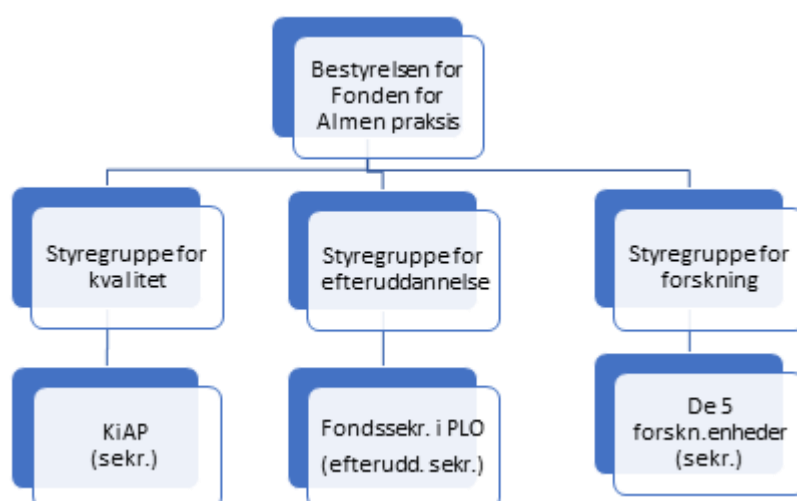 Bestyrelsen for
Fonden for
Almen praksis
Styregruppe for
kvalitet
Styregruppe for
efteruddannelse
Styregruppe for
forskning
KiAP
(sekr.)
Fondssekr. i PLO
(efterudd. sekr.)
De 5
forskn.enheder
(sekr.)